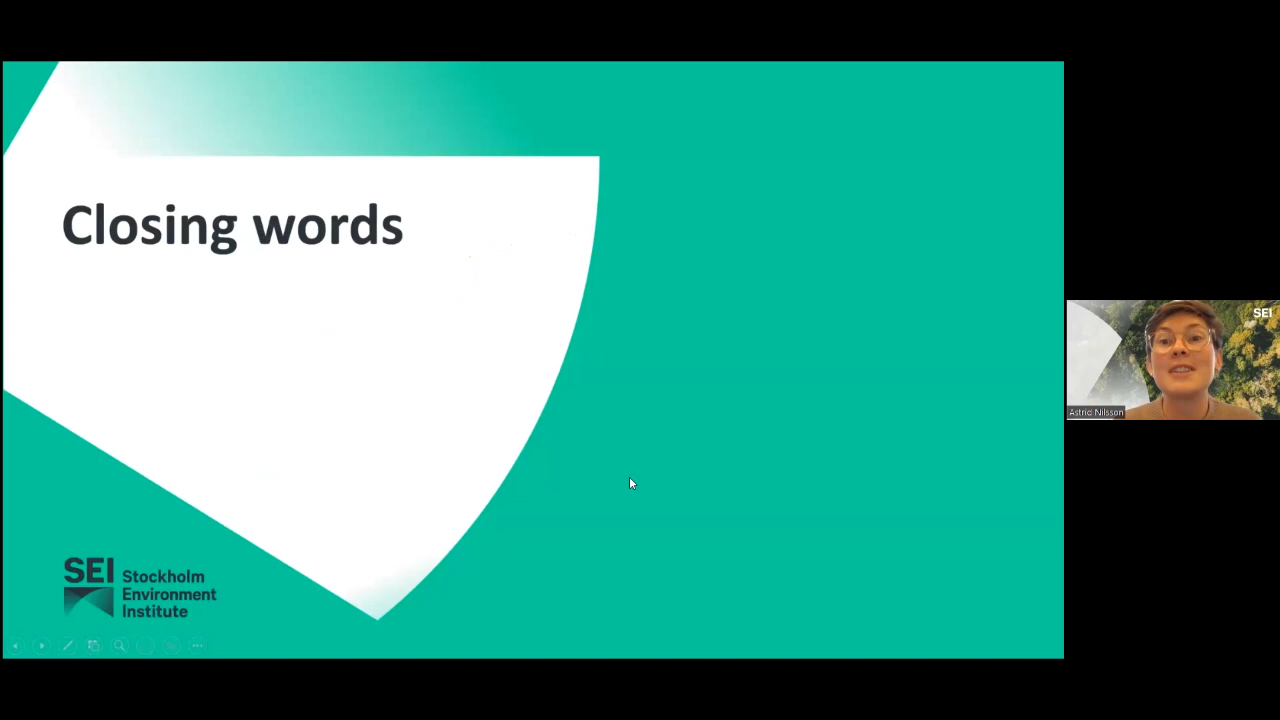 Closing words
SEI
Astrid Nilsson
SEI Stockholm
Environment
Institute